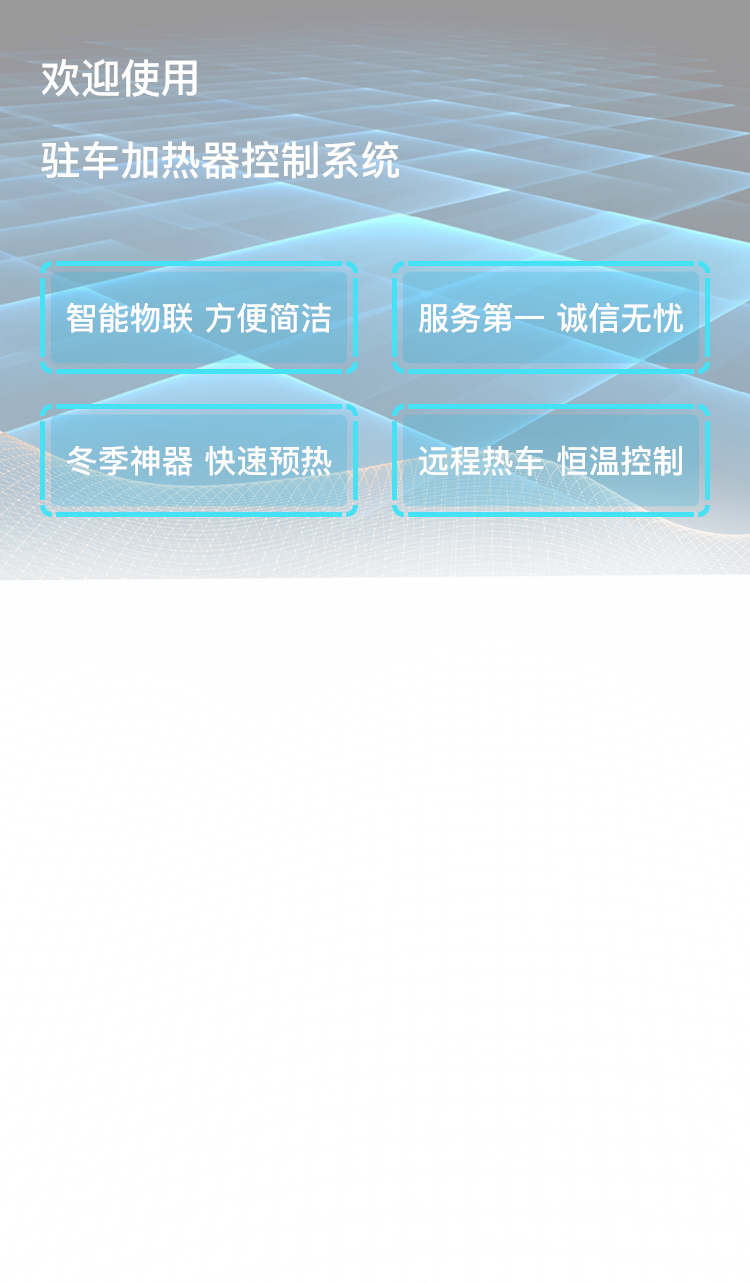 欢迎使用
驻车加热器控制系统
智能物联 方便简洁
服务第一 诚信无忧
冬季神器 快速预热
远程热车 恒温控制